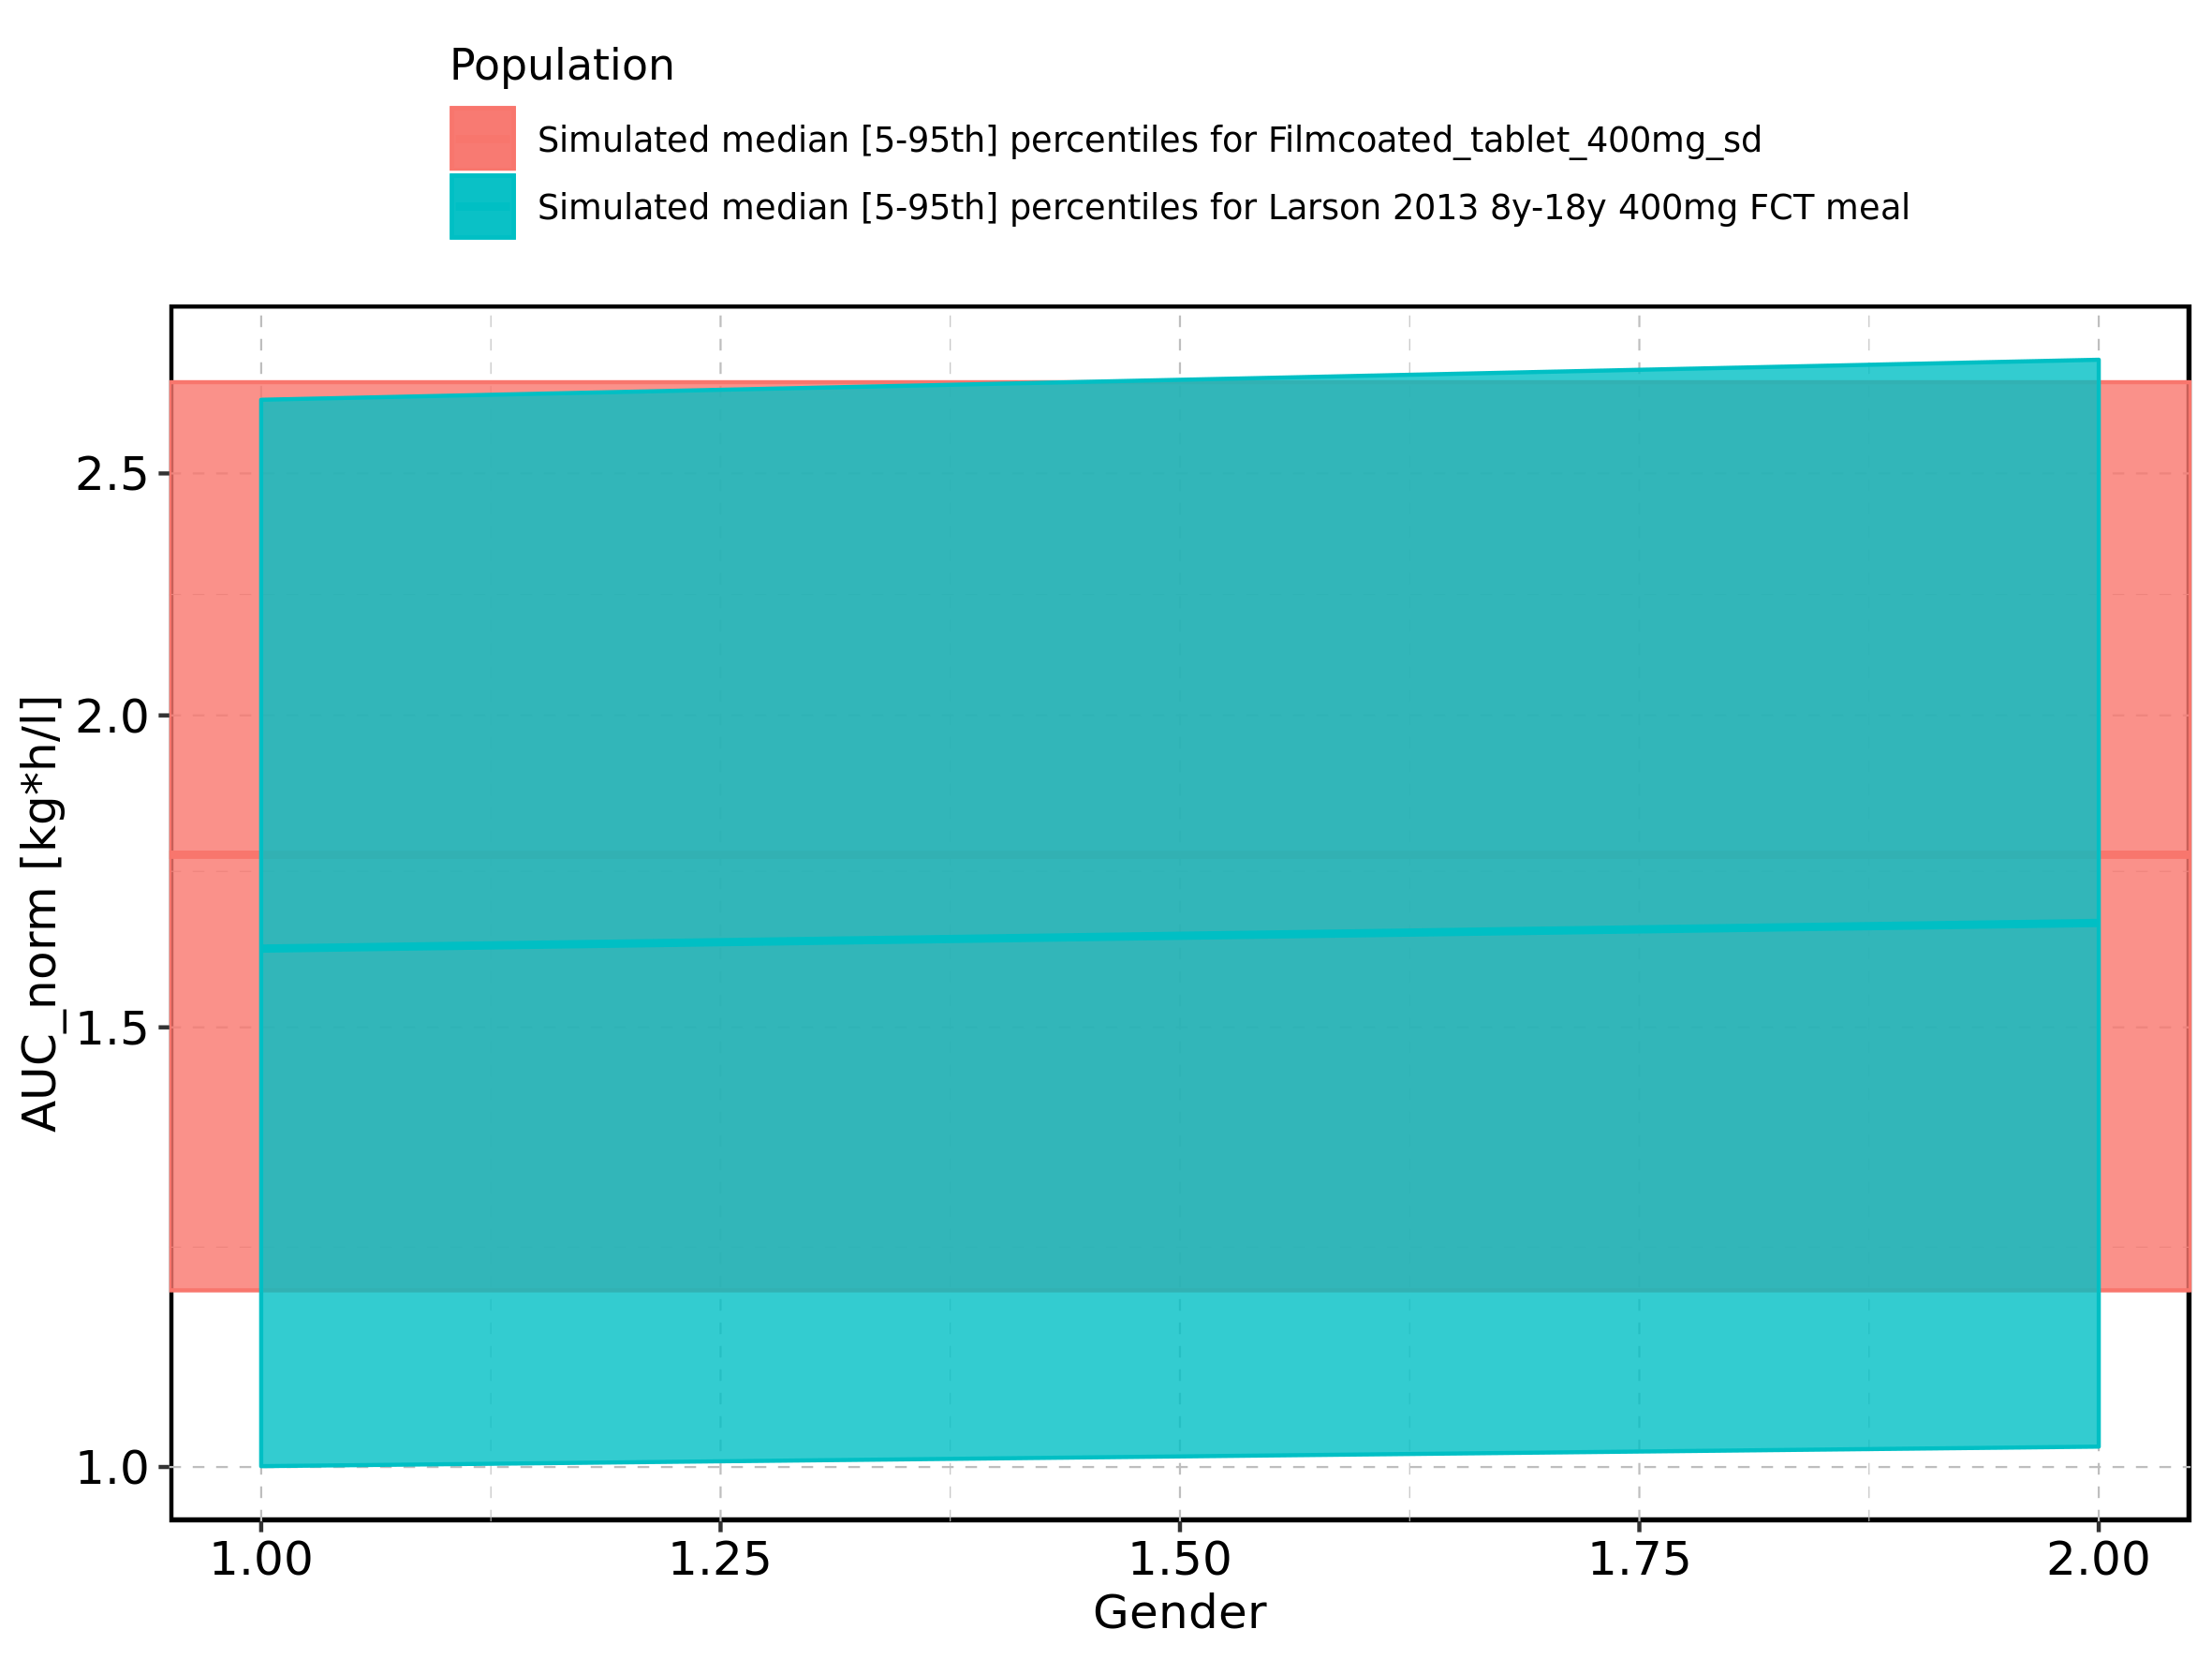 Population
Simulated median [5-95th] percentiles for Filmcoated_tablet_400mg_sd
Simulated median [5-95th] percentiles for Larson 2013 8y-18y 400mg FCT meal
AUC_norm [kg*h/l]
2.5
2.0
1.5
1.0
1.00 1.25 1.50 1.75 2.00
Gender